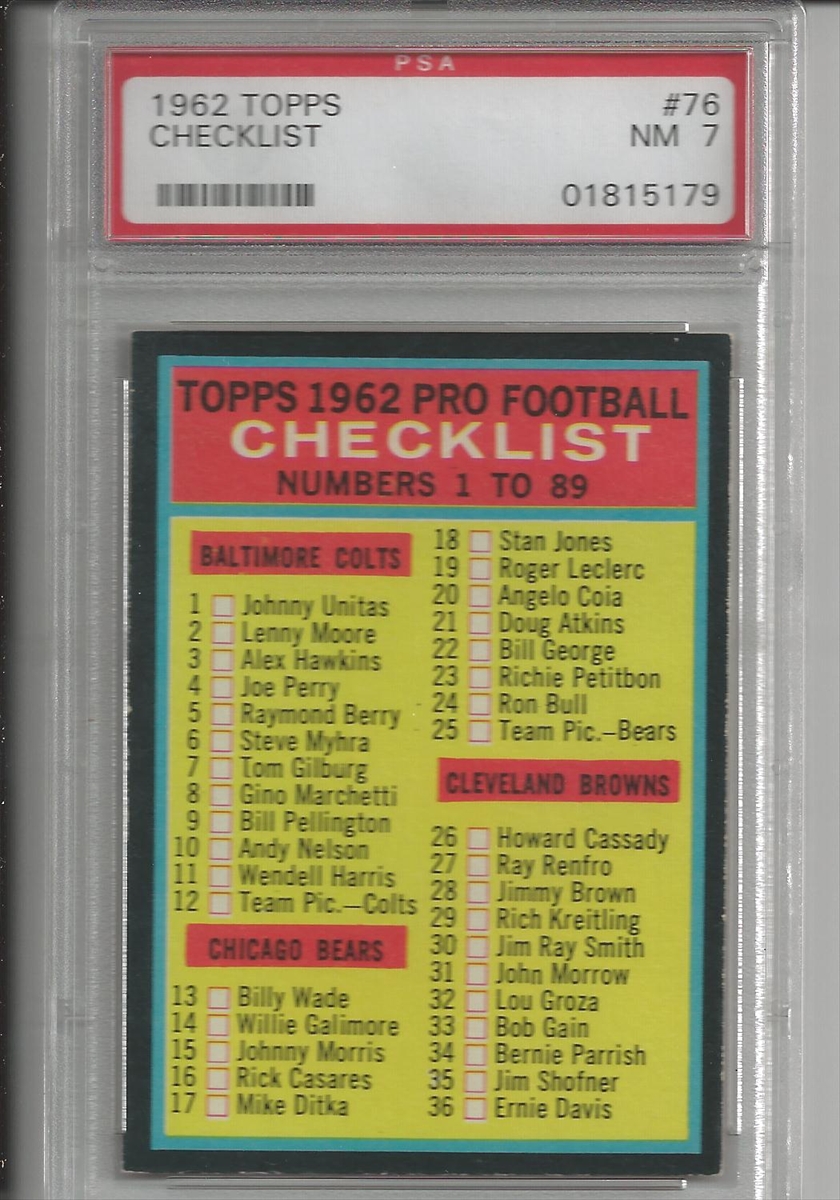 PSA
1962 TOPPS #76
CHECKLIST NM 7
01815179
TOPPS 1962 PRO FOOTBALL
CHECKLIST
NUMBERS 1 TO 89
BALTIMORE COLTS
1 Johnny Unitas
2 Lenny Moore
3 Alex Hawkins
4 Joe Perry
5 Raymond Berry
6 Steve Myhra
7 Tom Gilburg
8 Gino Marchetti
9 Bill Pellington
10 Andy Nelson
11 Wendell Harris
12 Team Pic.—Colts
CHICAGO BEARS
13 Billy Wade
14 Willie Galimore
15 Johnny Morris
16 Rick Casares
17 Mike Ditka
18 Stan Jones
19 Roger Leclerc
20 Angelo Coia
21 Doug Atkins
22 Bill George
23 Richie Petitbon
24 Ron Bull
25 Team Pic.—Bears
CLEVELAND BROWNS
26 Howard Cassady
27 Ray Renfro
28 Jimmy Brown
29 Rich Kreitling
30 Jim Ray Smith
31 John Morrow
32 Lou Groza
33 Bob Gain
34 Bernie Parrish
35 Jim Shofner
36 Ernie Davis